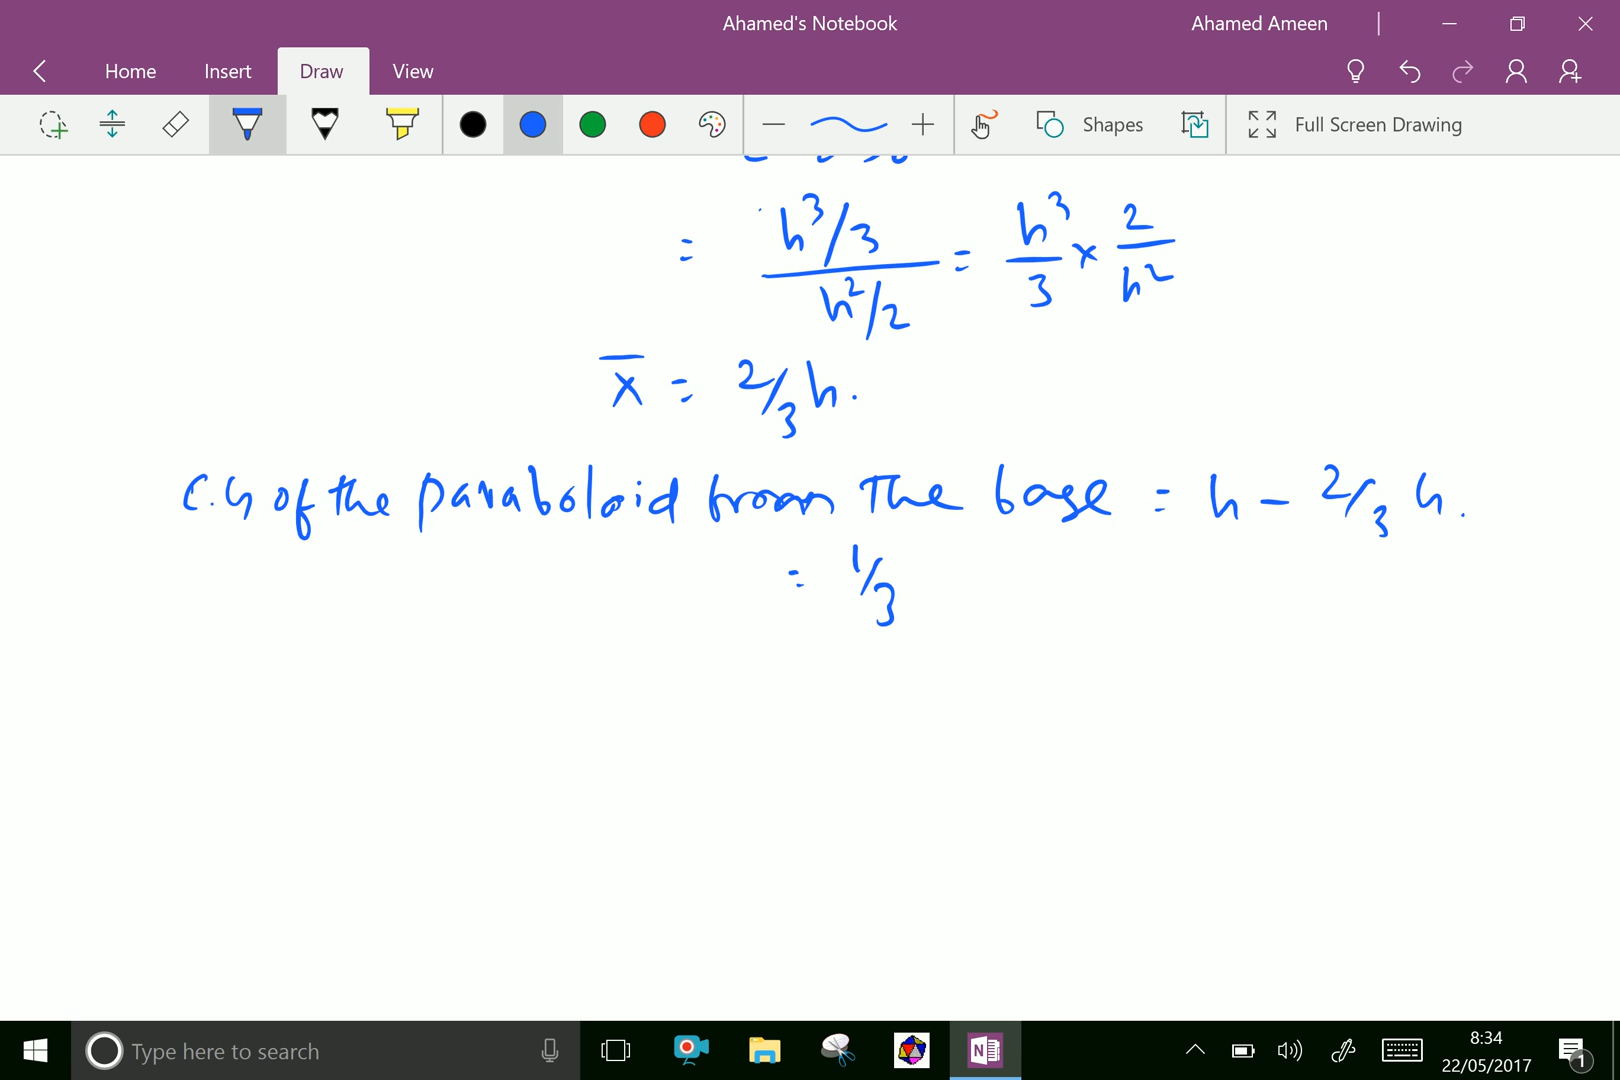 Ahamed's Notebook Ahamed Ameen
Home Insert Draw View
Shapes Full Screen Drawing
= h³/3 / h²/2 = h³/3 × 2/h²
x̅ = 2/3 h.
C.G of the paraboloid from The base = h - 2/3 h.
= 1/3
Type here to search
8:34
22/05/2017
1